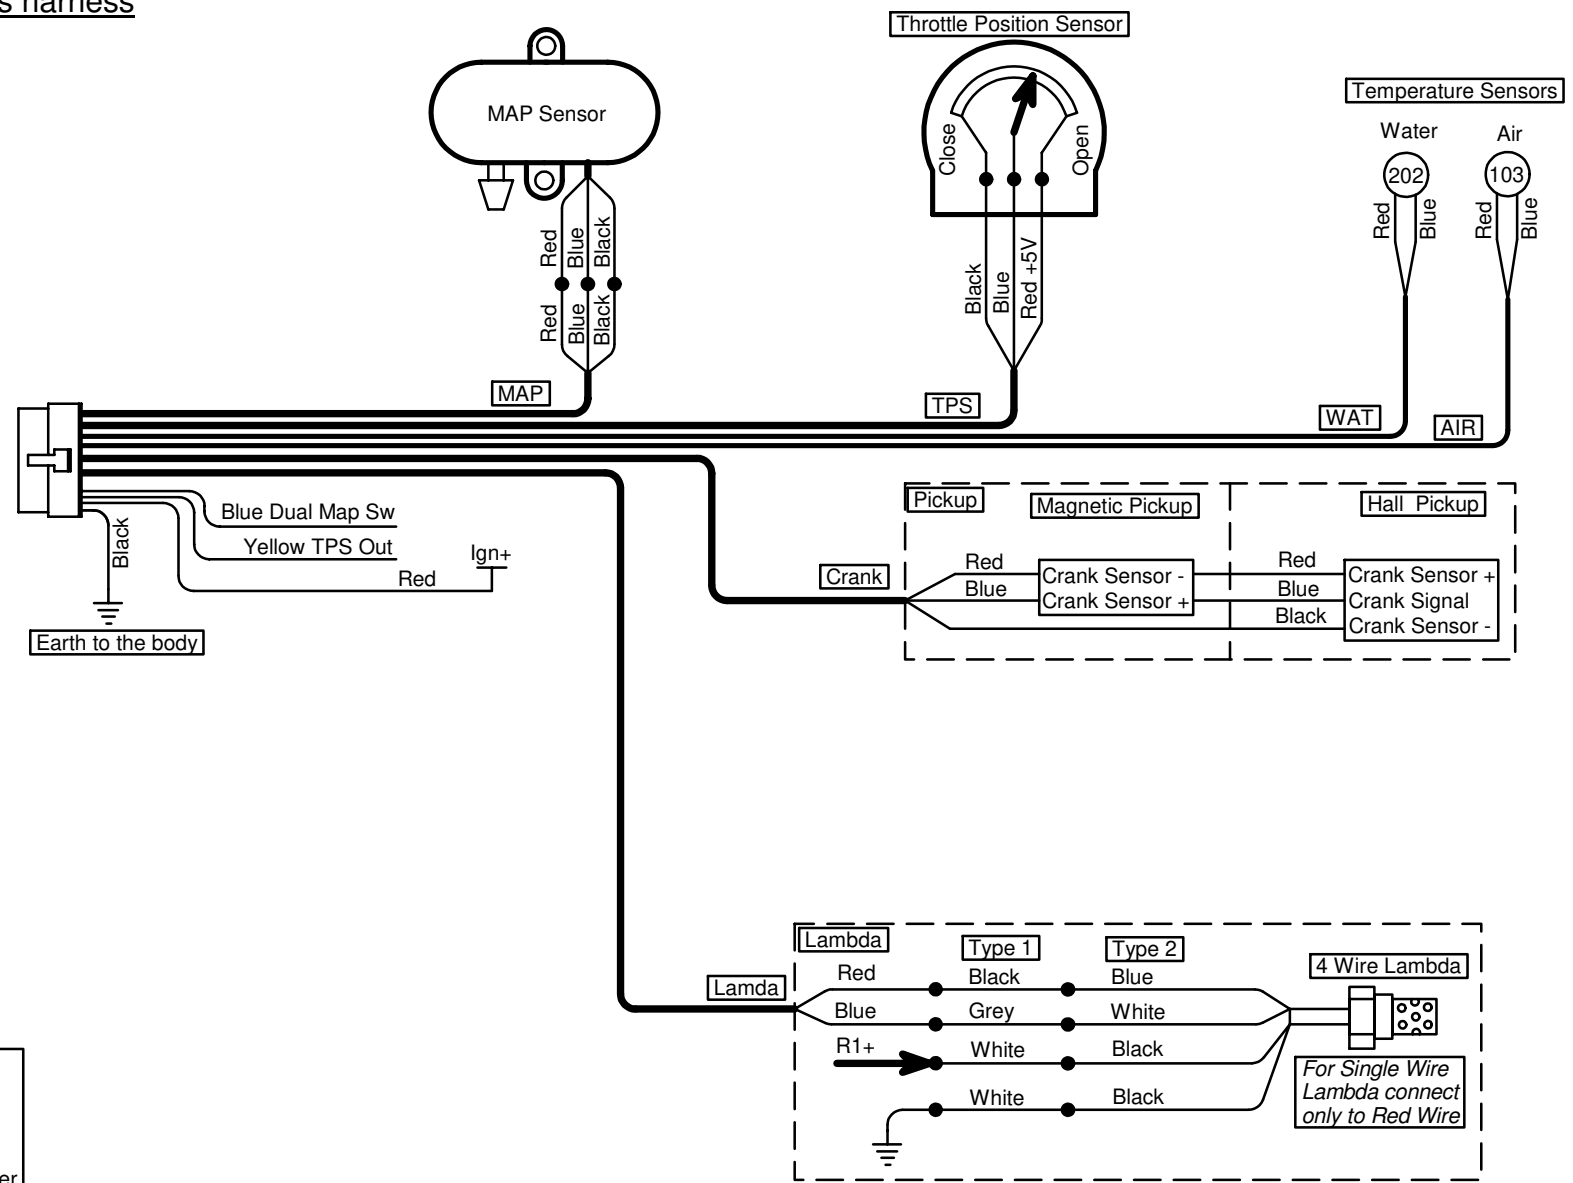 s harness
Throttle Position Sensor
MAP Sensor
Close
Open
Temperature Sensors
Water
Air
202
103
Red
Blue
Red
Blue
Red
Blue
Black
Red
Blue
Black
Black
Blue
Red +5V
MAP
TPS
WAT
AIR
Blue Dual Map Sw
Yellow TPS Out
Ign+
Red
Black
Earth to the body
Pickup
Magnetic Pickup
Hall Pickup
Crank
Red
Blue
Crank Sensor -
Crank Sensor +
Red
Blue
Black
Crank Sensor +
Crank Signal
Crank Sensor -
Lambda
Type 1
Type 2
4 Wire Lambda
Lamda
Red
Black
Blue
Blue
Grey
White
R1+
White
Black
White
Black
For Single Wire
Lambda connect
only to Red Wire
er